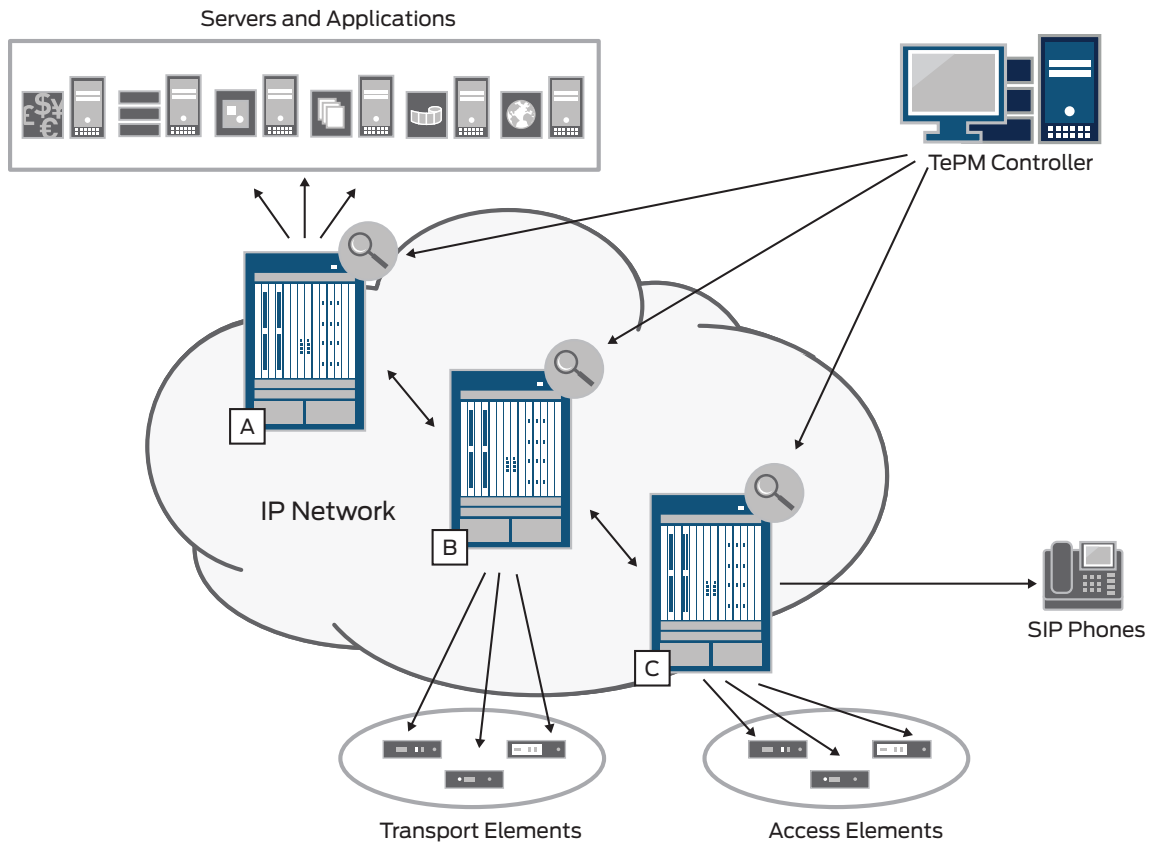 Servers and Applications
£$¥€
TePM Controller
A
IP Network
B
C
SIP Phones
Transport Elements
Access Elements